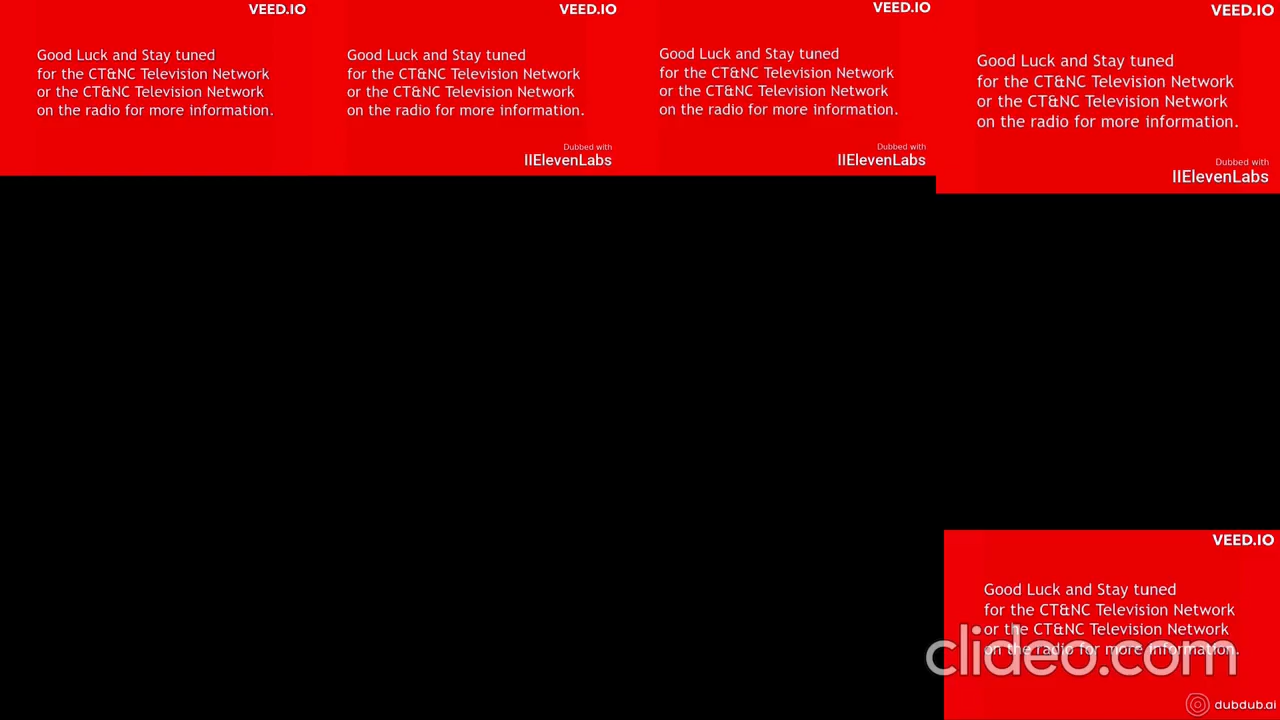 VEED.IO
Good Luck and Stay tuned
for the CT&NC Television Network
or the CT&NC Television Network
on the radio for more information.
VEED.IO
Good Luck and Stay tuned
for the CT&NC Television Network
or the CT&NC Television Network
on the radio for more information.
Dubbed with
IIElevenLabs
VEED.IO
Good Luck and Stay tuned
for the CT&NC Television Network
or the CT&NC Television Network
on the radio for more information.
Dubbed with
IIElevenLabs
VEED.IO
Good Luck and Stay tuned
for the CT&NC Television Network
or the CT&NC Television Network
on the radio for more information.
Dubbed with
IIElevenLabs
VEED.IO
Good Luck and Stay tuned
for the CT&NC Television Network
or the CT&NC Television Network
on the radio for more information.
clideo.com
dubdub.ai